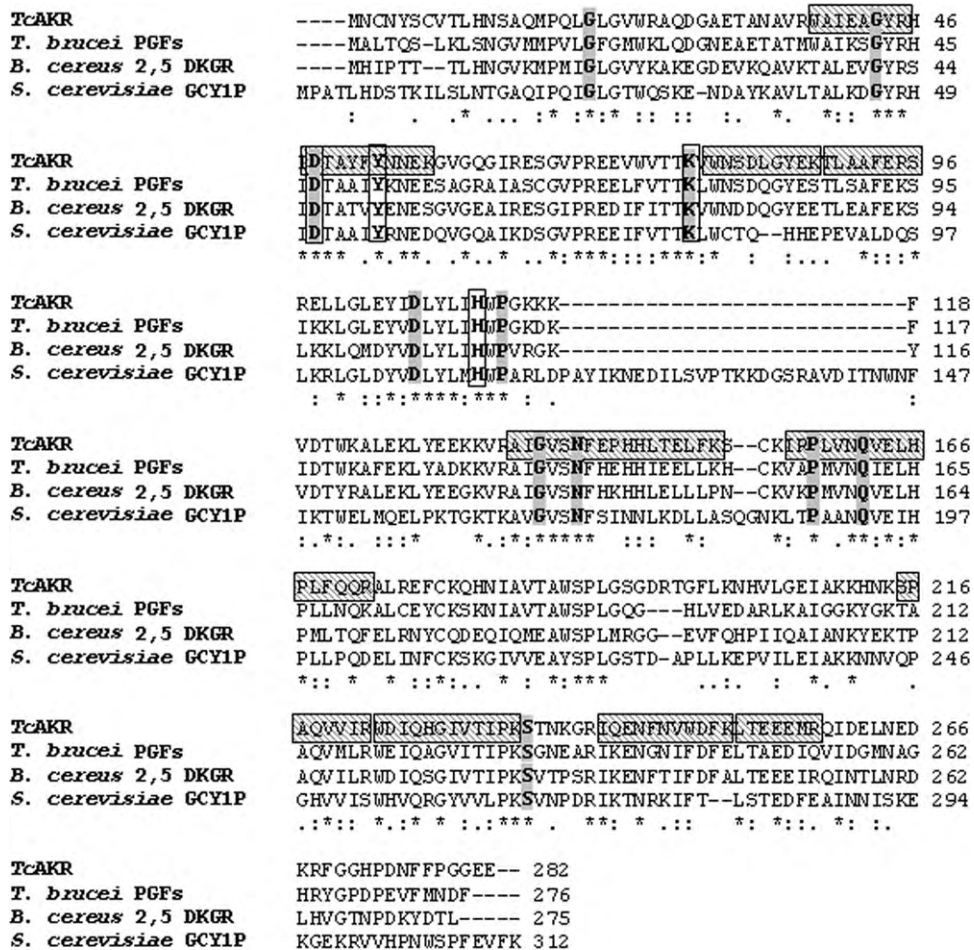 TcAKR ----MNCNYSCVTLHNSAQMPQLGLGVWRAQDGAETANAVRWAIEAGYRH 46
T. brucei PGFs ----MALTQS-LKLSNGVMMPVLGFGMWKLQDGNEAETATMWAIKSGYRH 45
B. cereus 2,5 DKGR ----MHIPTT--TLHNGVKMPMIGLGVYKAKEGDEVKQAVKTALEVGYRS 44
S. cerevisiae GCY1P MPATLHDSTKILSLNTGAQIPQIGLGTWQSKE-NDAYKAVLTALKDGYRH 49
: . *... :* :*:* :. ::: . *. *:: ***
TcAKR IDTAYFYNNEKGVGQGIRESGVPREEVWVTTKVWNSDLGYEKTLAAFERS 96
T. brucei PGFs IDTAAIYKNEESAGRAIASCGVPREELFVTTKLWNSDQGYESTLSAFEKS 95
B. cereus 2,5 DKGR IDTATVYENESGVGEAIRESGIPREDIFITTKVWNDDQGYEETLEAFEKS 94
S. cerevisiae GCY1P IDTAAIYRNEDQVGQAIKDSGVPREEIFVTTKLWCTQ--HHEPEVALDQS 97
**** .*.**. .*..* ..*:***:::***:* : :... *:::*
TcAKR RELLGLEYIDLYLIHWPGKKK----------------------------F 118
T. brucei PGFs IKKLGLEYVDLYLIHWPGKDK----------------------------F 117
B. cereus 2,5 DKGR LKKLQMDYVDLYLIHWPVRGK----------------------------Y 116
S. cerevisiae GCY1P LKRLGLDYVDLYLMHWPARLDPAYIKNEDILSVPTKKDGSRAVDITNWNF 147
: * ::*:****:*** : . :
TcAKR VDTWKALEKLYEEKKVRAIGVSNFEPHHLTELFKS--CKIRPLVNQVELH 166
T. brucei PGFs IDTWKAFEKLYADKKVRAIGVSNFHEHHIEELLKH--CKVAPMVNQIELH 165
B. cereus 2,5 DKGR VDTYRALEKLYEEGKVRAIGVSNFHKHHLELLLPN--CKVKPMVNQVELH 164
S. cerevisiae GCY1P IKTWELMQELPKTGKTKAVGVSNFSINNLKDLLASQGNKLTPAANQVEIH 197
:.*:. ::* *.:*:***** ::: *: *: * .**:*:*
TcAKR PLFQQRALREFCKQHNIAVTAWSPLGSGDRTGFLKNHVLGEIAKKHNKSP 216
T. brucei PGFs PLLNQKALCEYCKSKNIAVTAWSPLGQG---HLVEDARLKAIGGKYGKTA 212
B. cereus 2,5 DKGR PMLTQFELRNYCQDEQIQMEAWSPLMRGG--EVFQHPIIQAIANKYEKTP 212
S. cerevisiae GCY1P PLLPQDELINFCKSKGIVVEAYSPLGSTD-APLLKEPVILEIAKKNNVQP 246
*:: * * ::*:.. * : *:*** ..:. : *. * .
TcAKR AQVVIRWDIQHGIVTIPKSTNKGRIQENFNVWDFKLTEEEMRQIDELNED 266
T. brucei PGFs AQVMLRWEIQAGVITIPKSGNEARIKENGNIFDFELTAEDIQVIDGMNAG 262
B. cereus 2,5 DKGR AQVILRWDIQSGIVTIPKSVTPSRIKENFTIFDFALTEEEIRQINTLNRD 262
S. cerevisiae GCY1P GHVVISWHVQRGYVVLPKSVNPDRIKTNRKIFT--LSTEDFEAINNISKE 294
.:*:: *.:* * :.:*** . **: * .:: *: *::. *: :.
TcAKR KRFGGHPDNFFPGGEE-- 282
T. brucei PGFs HRYGPDPEVFMNDF---- 276
B. cereus 2,5 DKGR LHVGTNPDKYDTL----- 275
S. cerevisiae GCY1P KGEKRVVHPNWSPFEVFK 312